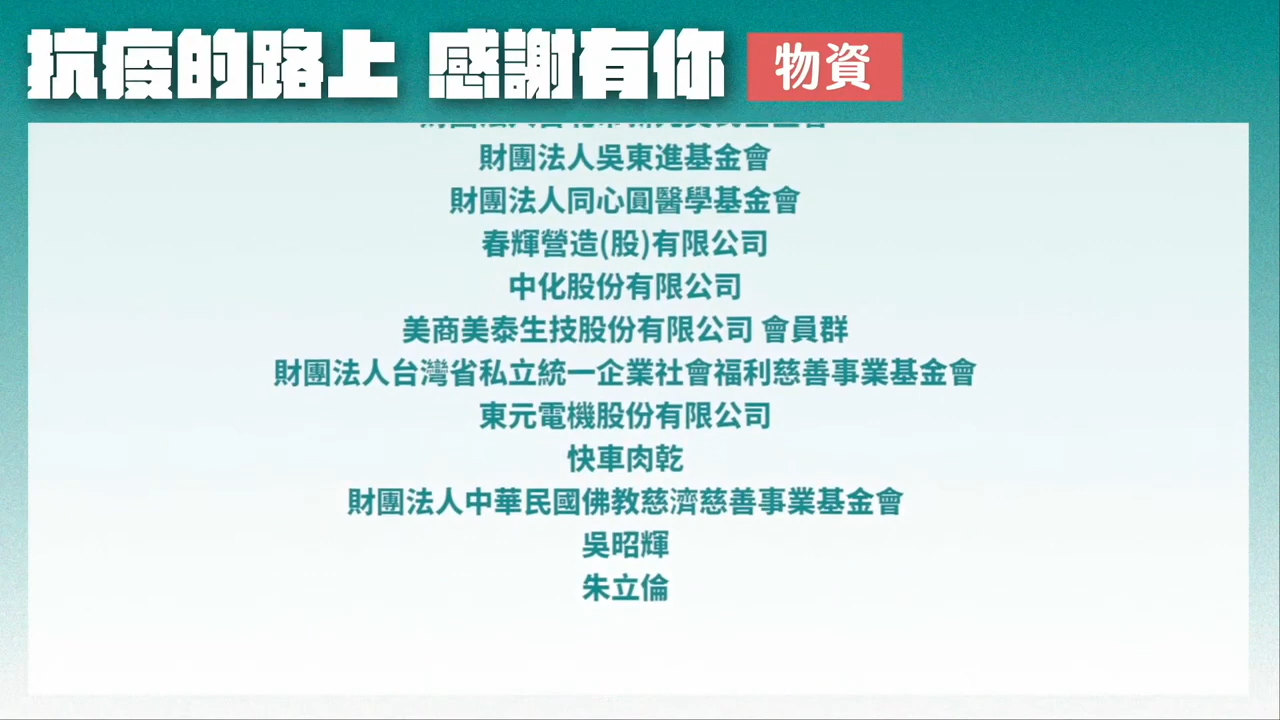 抗疫的路上 感謝有你 物資
財團法人吳東進基金會
財團法人同心圓醫學基金會
春輝營造(股)有限公司
中化股份有限公司
美商美泰生技股份有限公司 會員群
財團法人台灣省私立統一企業社會福利慈善事業基金會
東元電機股份有限公司
快車肉乾
財團法人中華民國佛教慈濟慈善事業基金會
吳昭輝
朱立倫